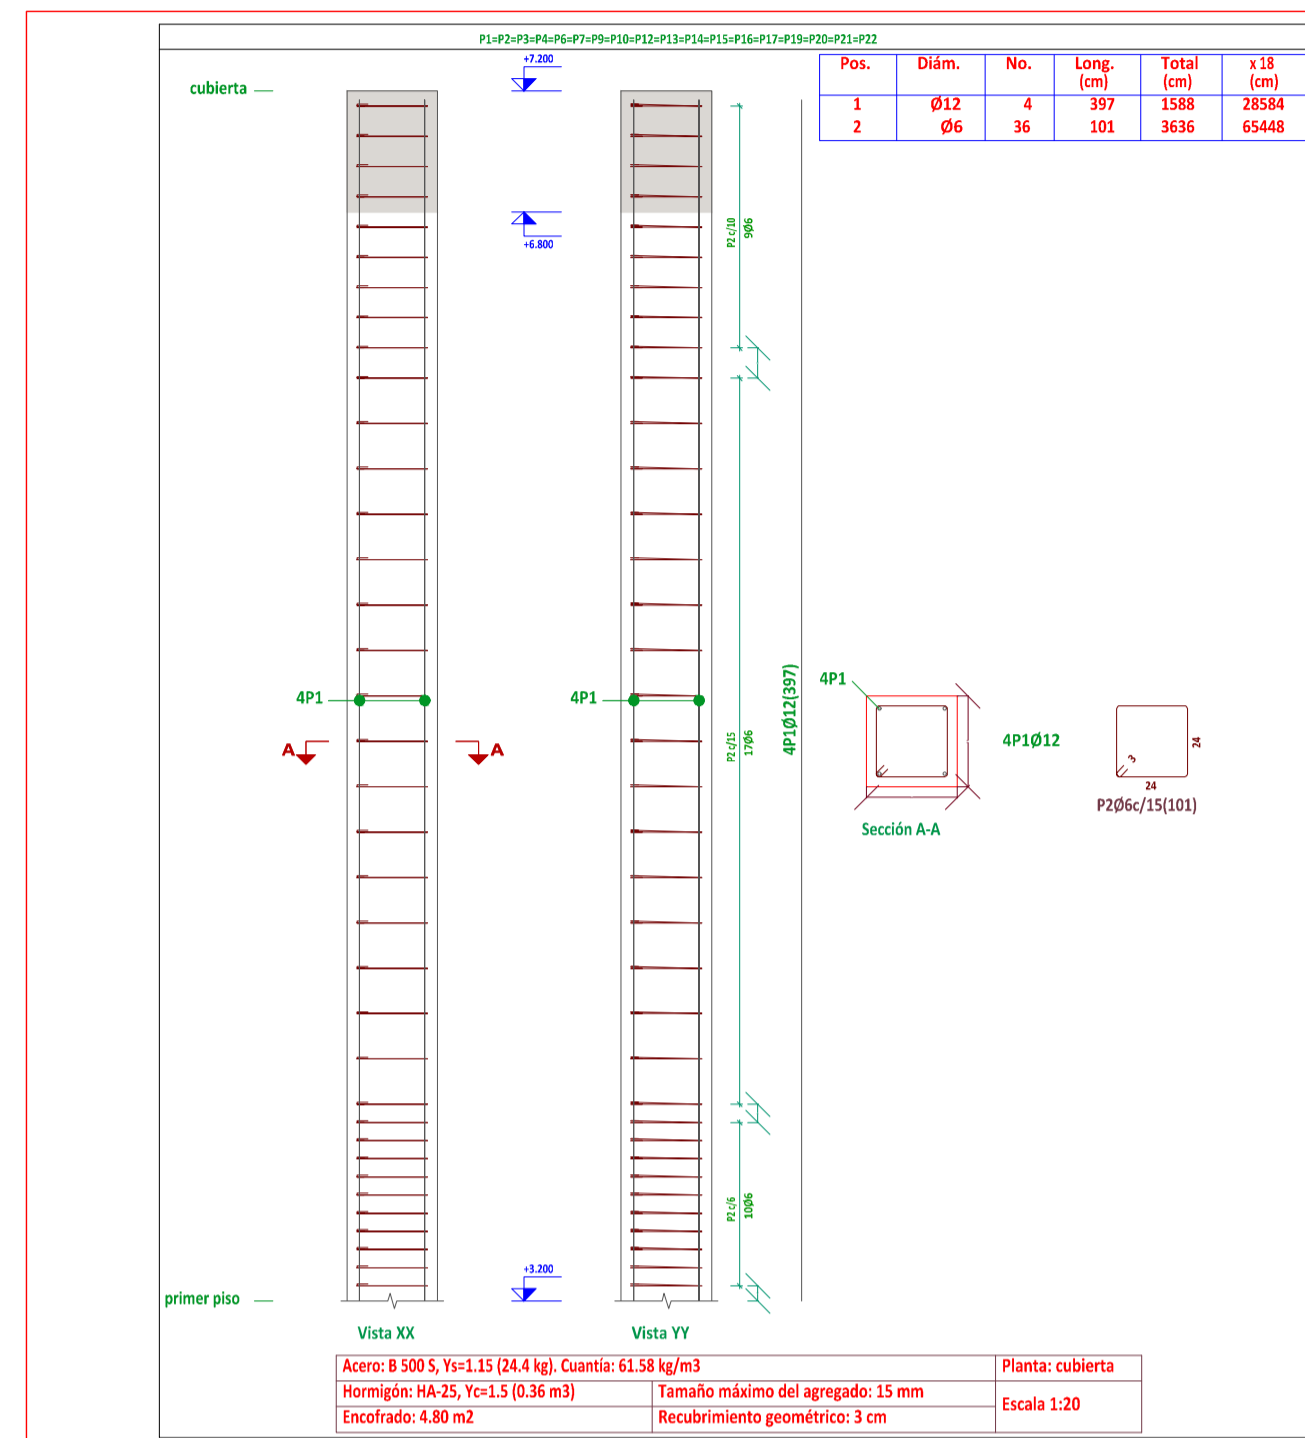 P1=P2=P3=P4=P6=P7=P9=P10=P12=P13=P14=P15=P16=P17=P19=P20=P21=P22
Pos. Diám. No. Long. (cm) Total (cm) x 18 (cm)
1 Ø12 4 397 1588 28584
2 Ø6 36 101 3636 65448
cubierta
+7.200
+6.800
P2 c/10
9Ø6
4P1
4P1
A A
P2 c/15
17Ø6
4P1Ø12(397)
4P1
4P1Ø12
Sección A-A
3
24
24
P2Ø6c/15(101)
P2 c/6
10Ø6
+3.200
primer piso
Vista XX
Vista YY
Acero: B 500 S, Ys=1.15 (24.4 kg). Cuantía: 61.58 kg/m3
Planta: cubierta
Hormigón: HA-25, Yc=1.5 (0.36 m3)
Tamaño máximo del agregado: 15 mm
Escala 1:20
Encofrado: 4.80 m2
Recubrimiento geométrico: 3 cm